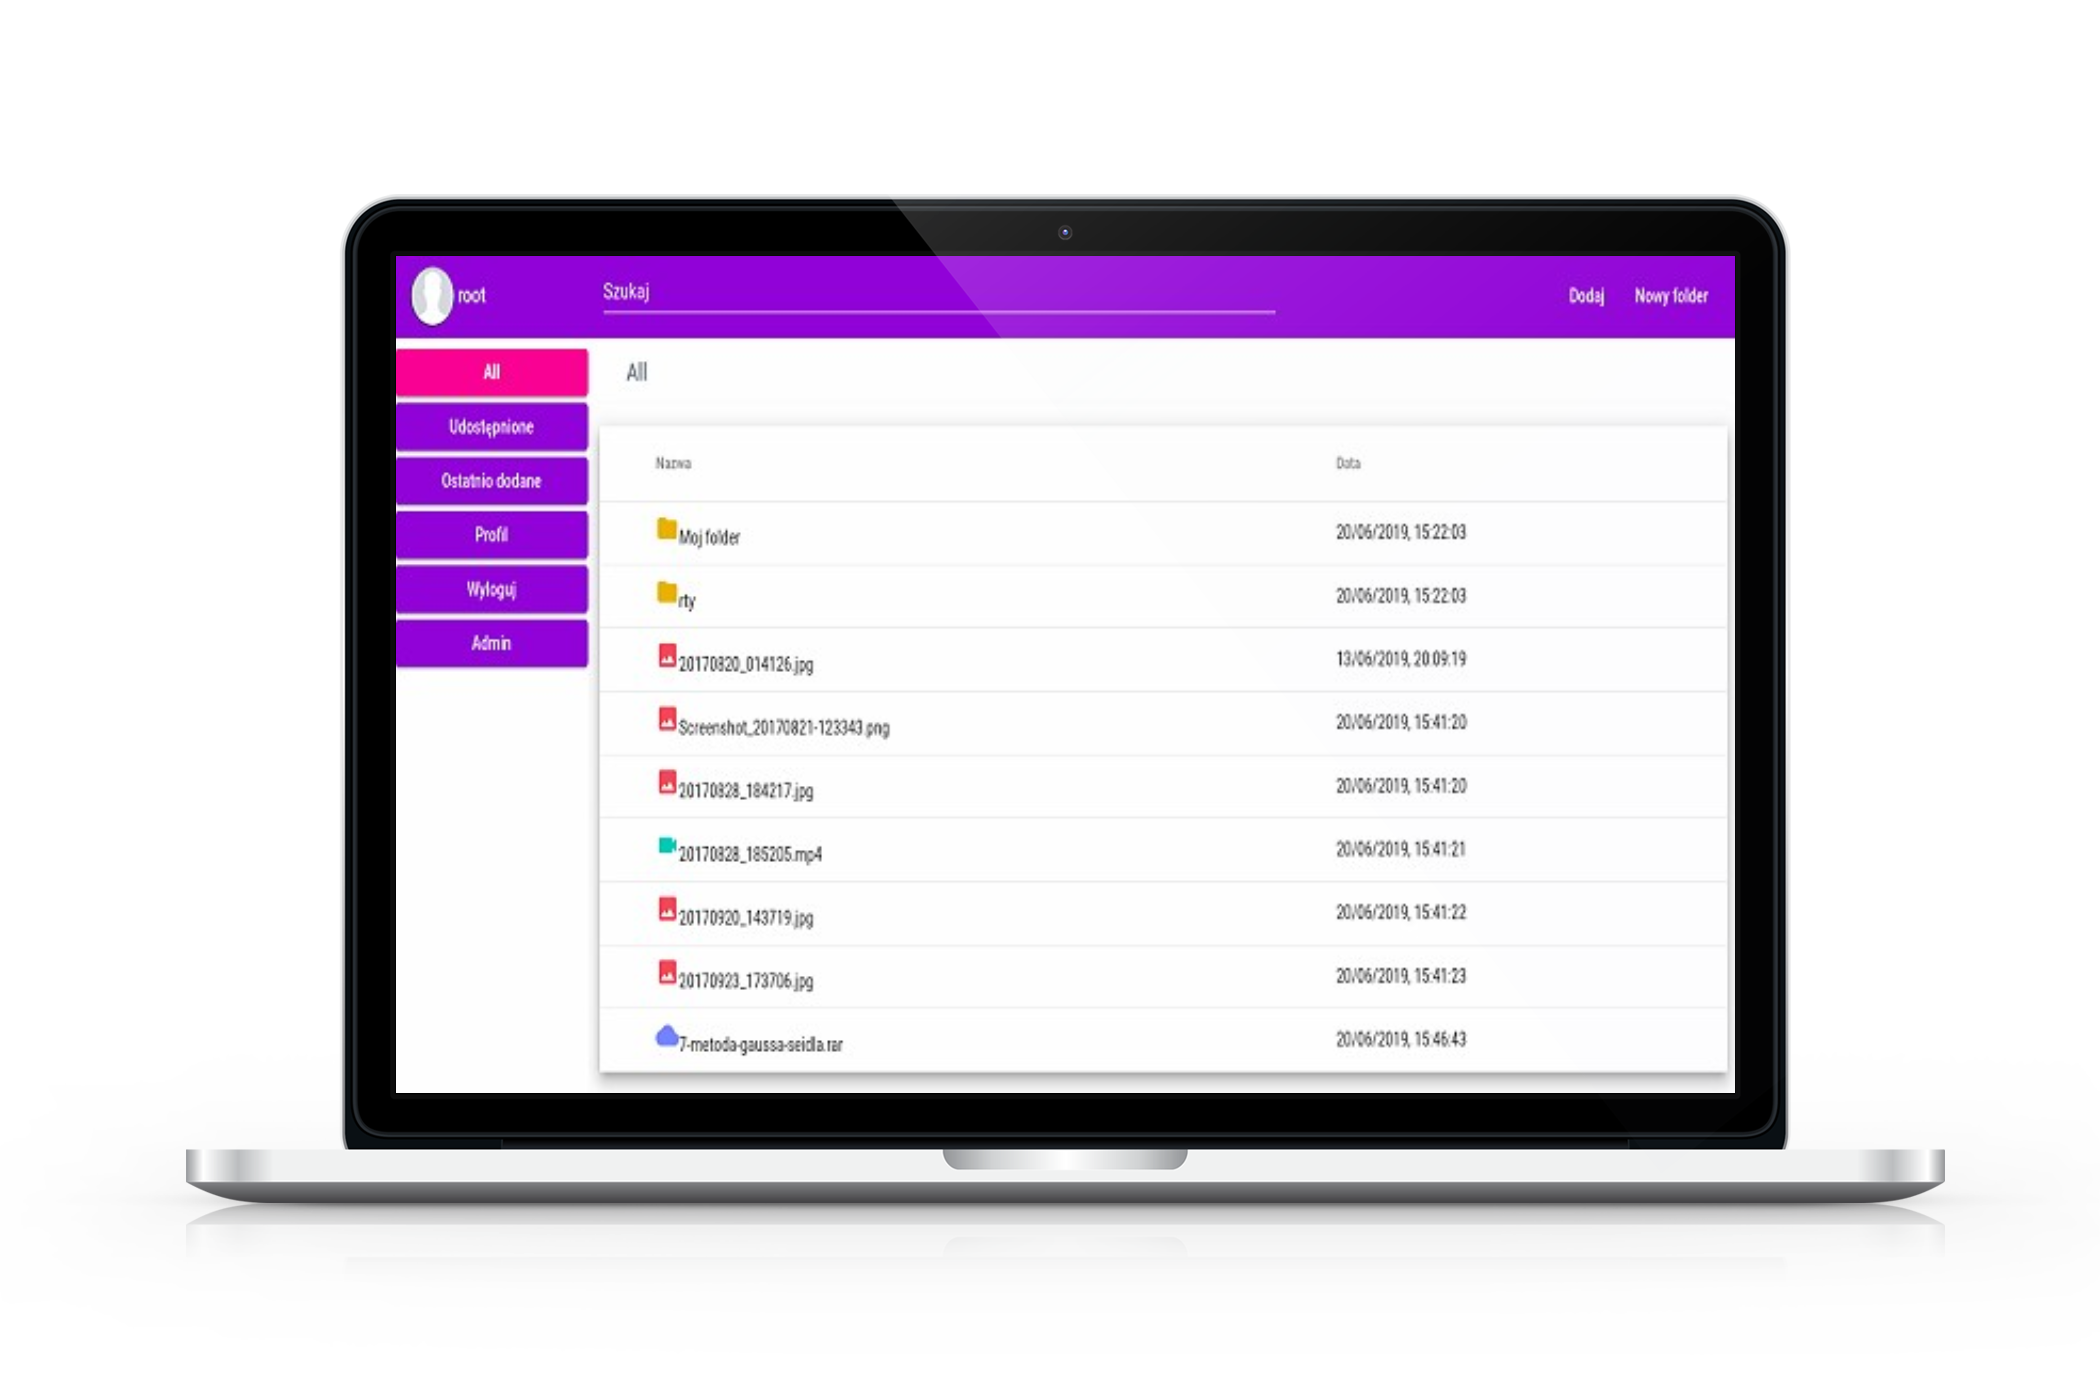 root
Szukaj
Dodaj
Nowy folder
All
Udostępnione
Ostatnio dodane
Profil
Wyloguj
Admin
All
Nazwa Data
Moj folder 20/06/2019, 15:22:03
rty 20/06/2019, 15:22:03
20170820_014126.jpg 13/06/2019, 20:09:19
Screenshot_20170821-123343.png 20/06/2019, 15:41:20
20170828_184217.jpg 20/06/2019, 15:41:20
20170828_185205.mp4 20/06/2019, 15:41:21
20170920_143719.jpg 20/06/2019, 15:41:22
20170923_173706.jpg 20/06/2019, 15:41:23
7-metoda-gaussa-seidla.rar 20/06/2019, 15:46:43